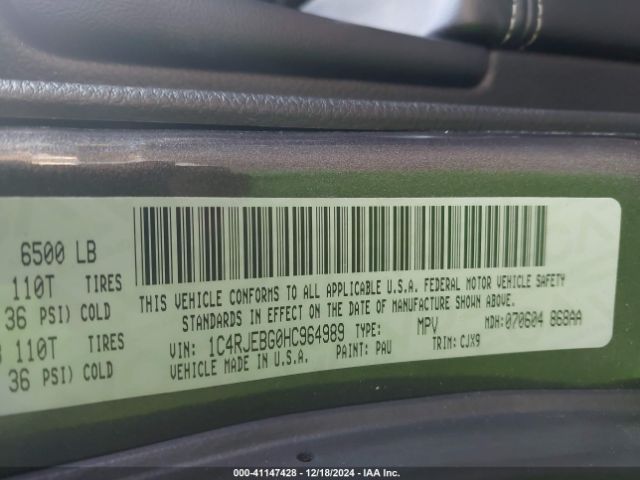 6500 LB
110T TIRES
36 PSI) COLD
110T TIRES
36 PSI) COLD
THIS VEHICLE CONFORMS TO ALL APPLICABLE U.S.A. FEDERAL MOTOR VEHICLE SAFETY
STANDARDS IN EFFECT ON THE DATE OF MANUFACTURE SHOWN ABOVE.
VIN: 1C4RJEBG0HC964989 TYPE: MPV MDH: 070604 868AA
VEHICLE MADE IN U.S.A. PAINT: PAU TRIM: CJX9
000-41147428 - 12/18/2024 - IAA Inc.